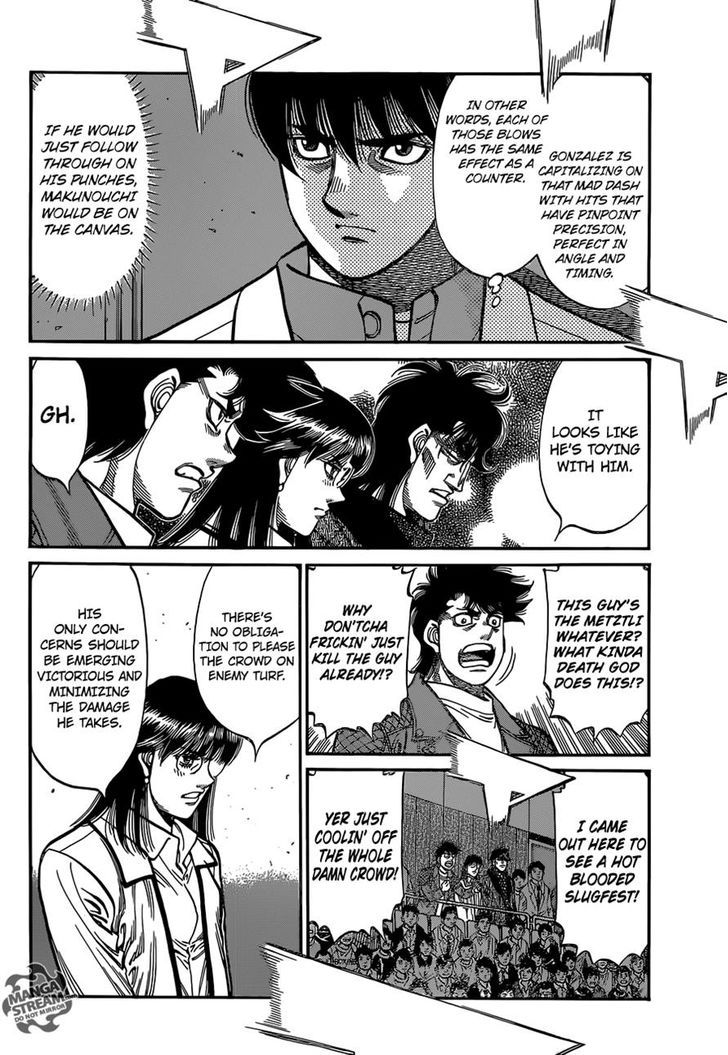 GONZALEZ IS
CAPITALIZING ON
THAT MAD DASH
WITH HITS THAT
HAVE PINPOINT
PRECISION,
PERFECT IN
ANGLE AND
TIMING.
IN OTHER
WORDS, EACH OF
THOSE BLOWS
HAS THE SAME
EFFECT AS A
COUNTER.
IF HE WOULD
JUST FOLLOW
THROUGH ON
HIS PUNCHES,
MAKUNOUCHI
WOULD BE ON
THE CANVAS.
IT
LOOKS LIKE
HE'S TOYING
WITH HIM.
GH.
THIS GUY'S
THE METZITLI
WHATEVER?
WHAT KINDA
DEATH GOD
DOES THIS!?
WHY
DON'TCHA
FRICKIN' JUST
KILL THE GUY
ALREADY!?
I CAME
OUT HERE TO
SEE A HOT
BLOODED
SLUGFEST!
YER JUST
COOLIN' OFF
THE WHOLE
DAMN CROWD!
THERE'S
NO OBLIGA-
TION TO PLEASE
THE CROWD ON
ENEMY TURF.
HIS
ONLY CON-
CERNS SHOULD
BE EMERGING
VICTORIOUS AND
MINIMIZING
THE DAMAGE
HE TAKES.
MANGA
STREAM
DO NOT MIRROR